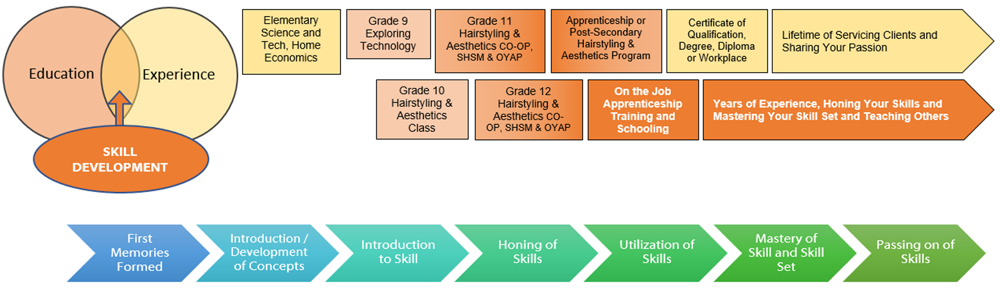 Education
Experience
SKILL
DEVELOPMENT
Elementary
Science and
Tech, Home
Economics
Grade 9
Exploring
Technology
Grade 11
Hairstyling &
Aesthetics CO-OP,
SHSM & OYAP
Apprenticeship or
Post-Secondary
Hairstyling &
Aesthetics Program
Certificate of
Qualification,
Degree, Diploma
or Workplace
Lifetime of Servicing Clients and
Sharing Your Passion
Grade 10
Hairstyling &
Aesthetics
Class
Grade 12
Hairstyling &
Aesthetics CO-
OP, SHSM & OYAP
On the Job
Apprenticeship
Training and
Schooling
Years of Experience, Honing Your Skills and
Mastering Your Skill Set and Teaching Others
First
Memories
Formed
Introduction /
Development
of Concepts
Introduction
to Skill
Honing of
Skills
Utilization of
Skills
Mastery of
Skill and Skill
Set
Passing on of
Skills